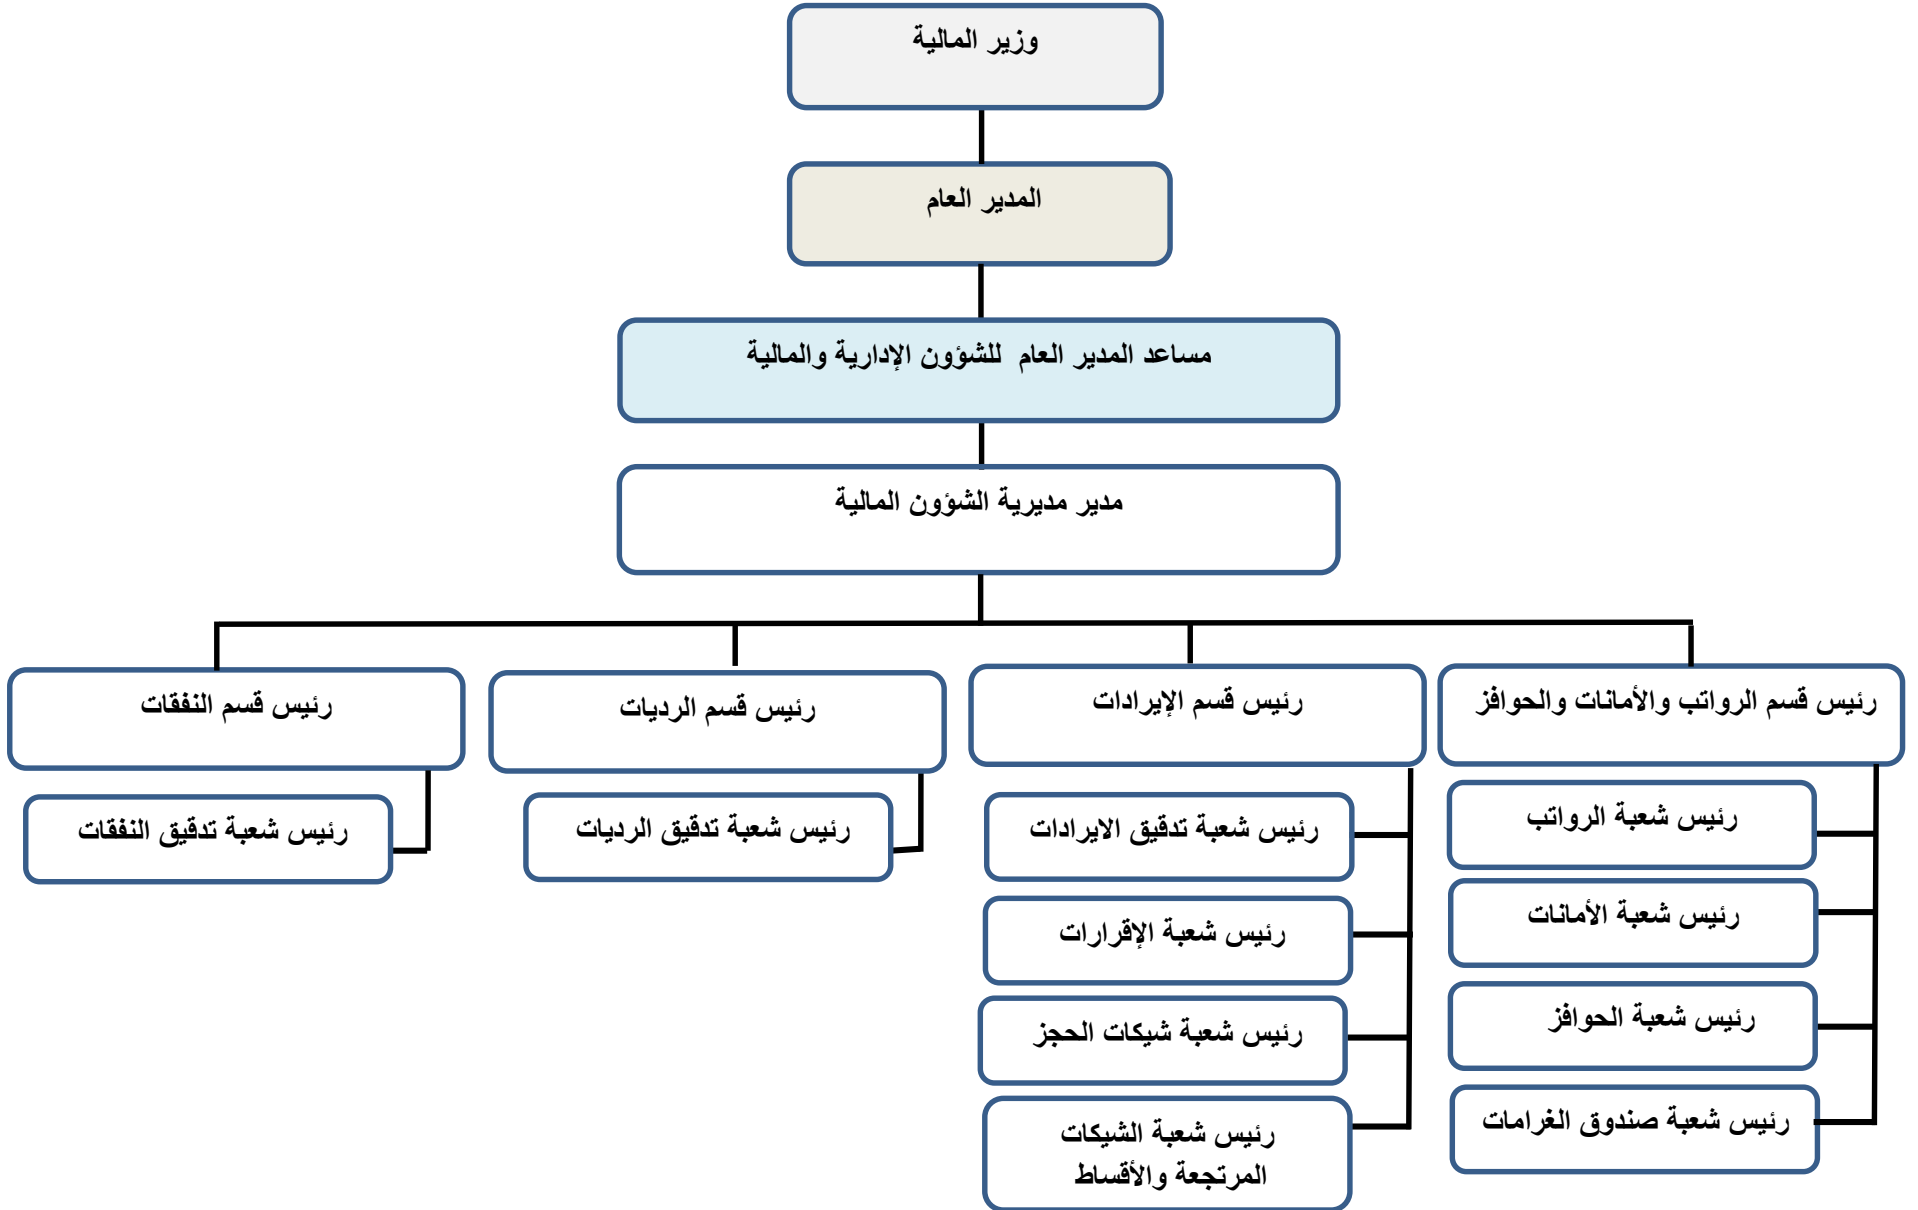 وزير المالية
المدير العام
مساعد المدير العام للشؤون الإدارية والمالية
مدير مديرية الشؤون المالية
رئيس قسم الرواتب والأمانات والحوافز
رئيس شعبة الرواتب
رئيس شعبة الأمانات
رئيس شعبة الحوافز
رئيس شعبة صندوق الغرامات
رئيس قسم الإيرادات
رئيس شعبة تدقيق الايرادات
رئيس شعبة الإقرارات
رئيس شعبة شيكات الحجز
رئيس شعبة الشيكات
المرتجعة والأقساط
رئيس قسم الرديات
رئيس شعبة تدقيق الرديات
رئيس قسم النفقات
رئيس شعبة تدقيق النفقات